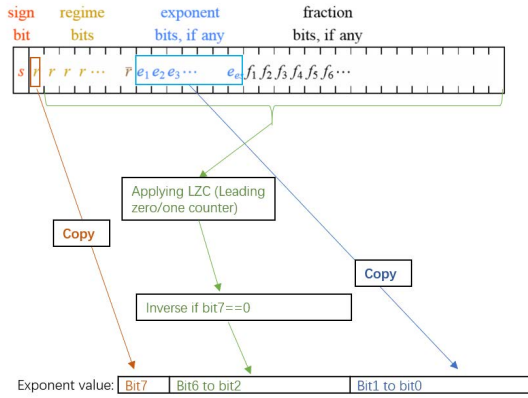 sign regime exponent fraction
bit bits bits, if any bits, if any
s r r r r ⋯ r̄ e₁ e₂ e₃ ⋯ eₑₛ f₁ f₂ f₃ f₄ f₅ f₆ ⋯
Applying LZC (Leading
zero/one counter)
Copy
Copy
Inverse if bit7==0
Exponent value: Bit7 Bit6 to bit2 Bit1 to bit0